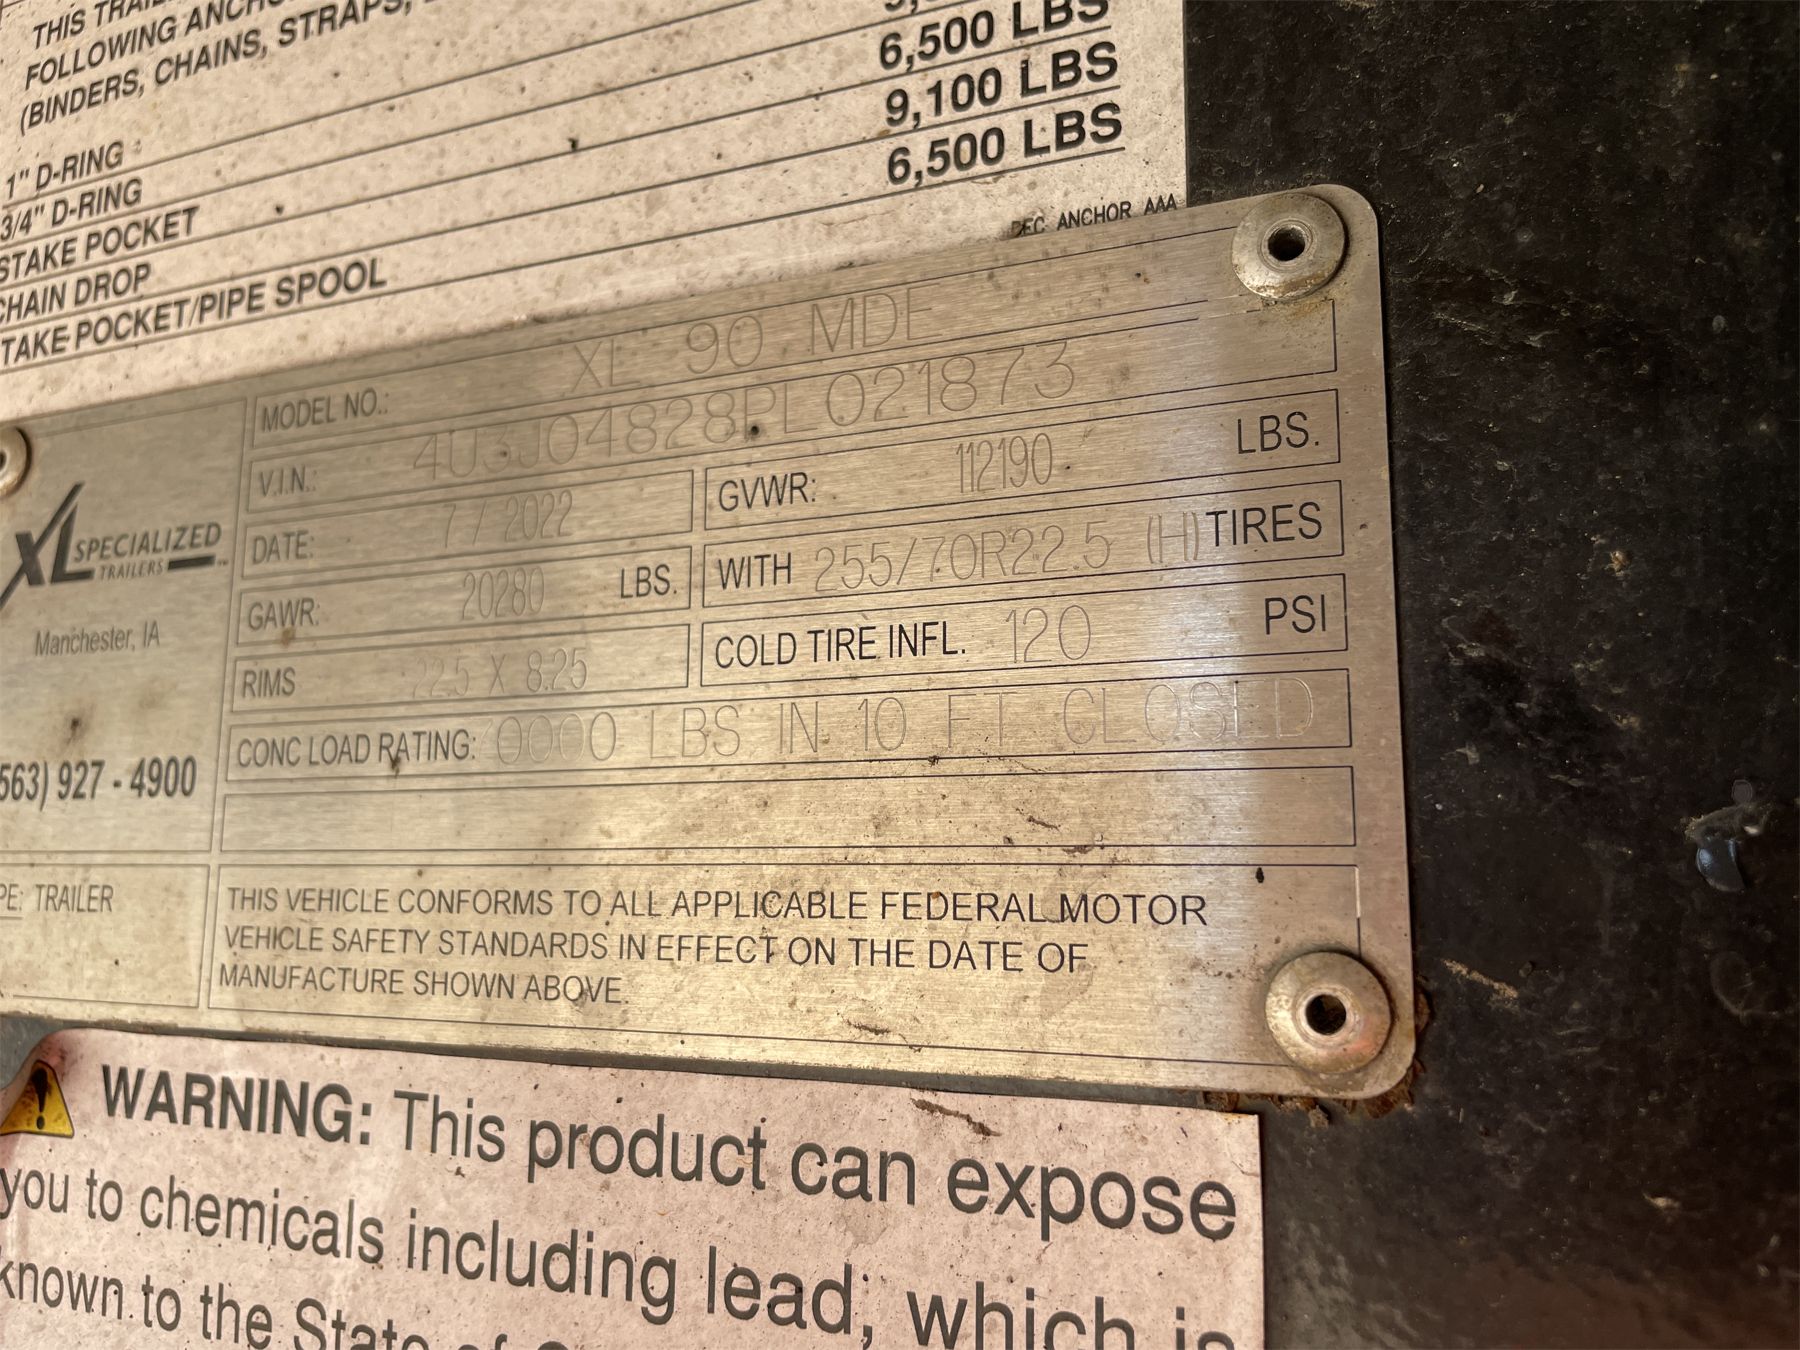 THIS
FOLLOWING
(BINDERS, CHAINS, STRAPS,
1" D-RING
3/4" D-RING 6,500 LBS
STAKE POCKET 9,100 LBS
CHAIN DROP 6,500 LBS
STAKE POCKET/PIPE SPOOL
DEC ANCHOR AAA
MODEL NO.: XL 90 MDE
V.I.N.: 4U3J04828PL021873
DATE: 7 / 2022 GVWR: 112190 LBS.
GAWR: 20280 LBS. WITH 255/70R22.5 (H) TIRES
RIMS 22.5 X 8.25 COLD TIRE INFL. 120 PSI
CONC LOAD RATING: 70000 LBS IN 10 FT CLOSED
XL SPECIALIZED
TRAILERS
Manchester, IA
563) 927 - 4900
PE: TRAILER
THIS VEHICLE CONFORMS TO ALL APPLICABLE FEDERAL MOTOR
VEHICLE SAFETY STANDARDS IN EFFECT ON THE DATE OF
MANUFACTURE SHOWN ABOVE.
WARNING: This product can expose
you to chemicals including lead, which is
known to the State of